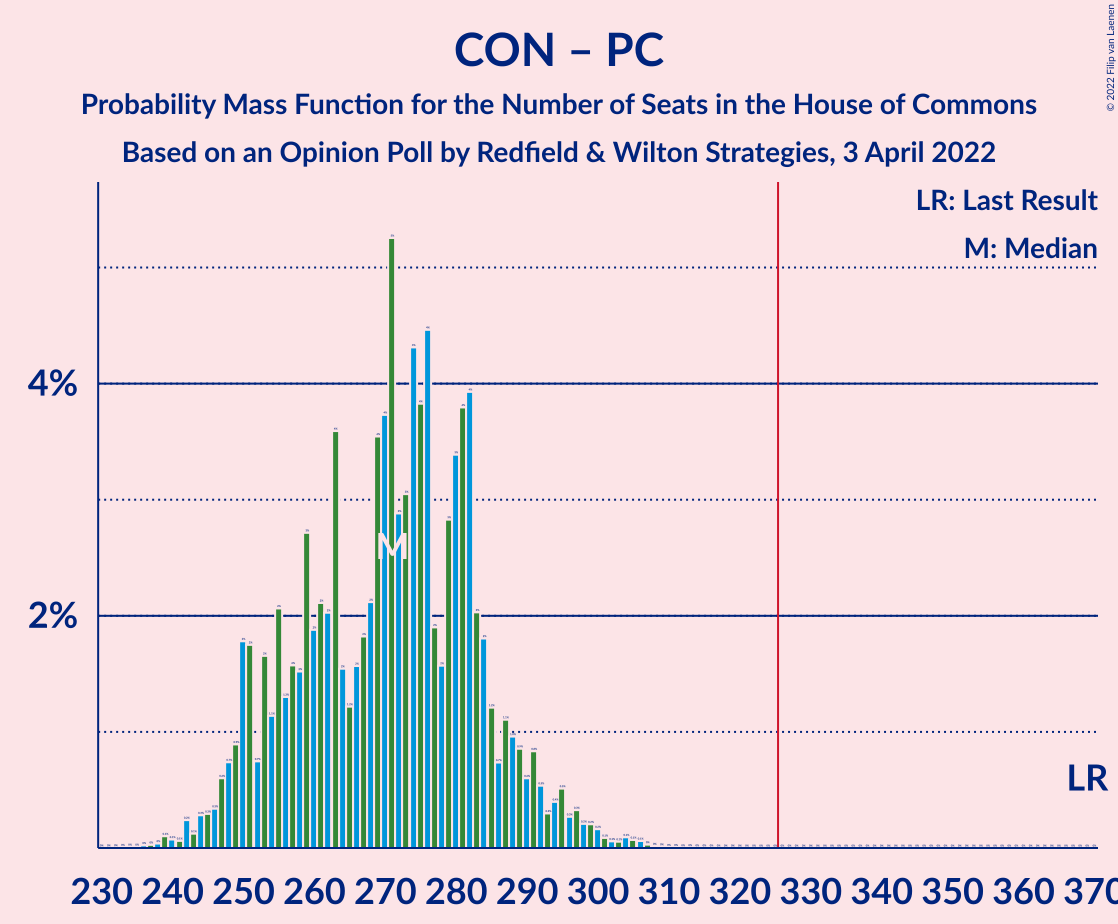 CON – PC
Probability Mass Function for the Number of Seats in the House of Commons
Based on an Opinion Poll by Redfield & Wilton Strategies, 3 April 2022
© 2022 Filip van Laenen
LR: Last Result
M: Median
4%
2%
M
LR
230 240 250 260 270 280 290 300 310 320 330 340 350 360 370